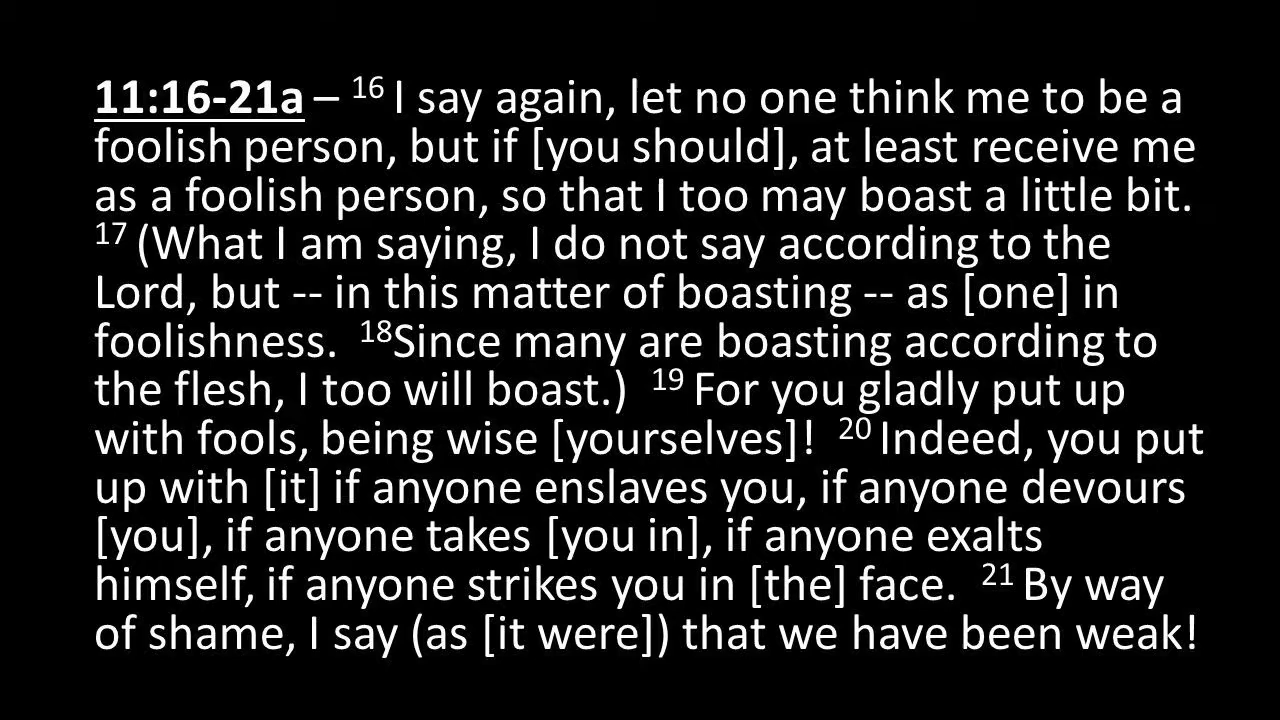 11:16-21a – 16 I say again, let no one think me to be a
foolish person, but if [you should], at least receive me
as a foolish person, so that I too may boast a little bit.
17 (What I am saying, I do not say according to the
Lord, but -- in this matter of boasting -- as [one] in
foolishness. 18Since many are boasting according to
the flesh, I too will boast.) 19 For you gladly put up
with fools, being wise [yourselves]! 20 Indeed, you put
up with [it] if anyone enslaves you, if anyone devours
[you], if anyone takes [you in], if anyone exalts
himself, if anyone strikes you in [the] face. 21 By way
of shame, I say (as [it were]) that we have been weak!